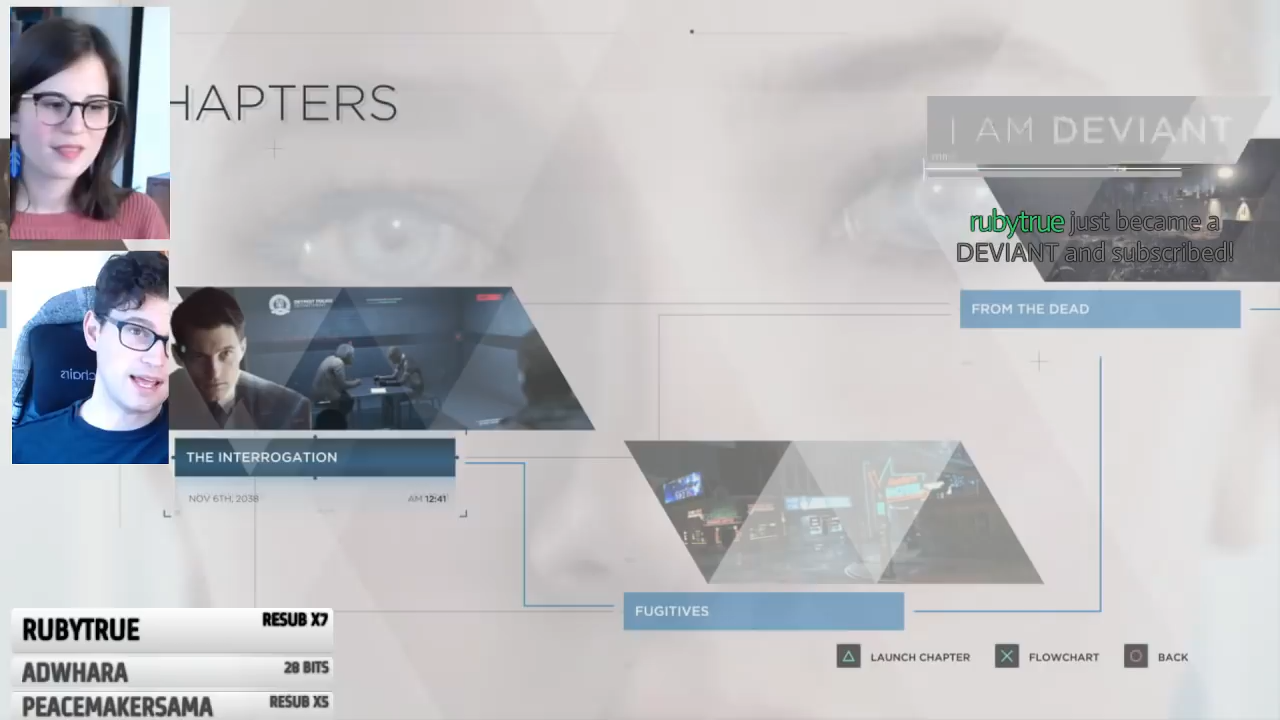 HAPTERS
I AM DEVIANT
rubytrue just became a
DEVIANT and subscribed!
FROM THE DEAD
THE INTERROGATION
NOV 6TH, 2038
AM 12:41
FUGITIVES
RUBYTRUE
RESUB X7
ADWHARA
28 BITS
PEACEMAKERSAMA
RESUB X5
LAUNCH CHAPTER
FLOWCHART
BACK